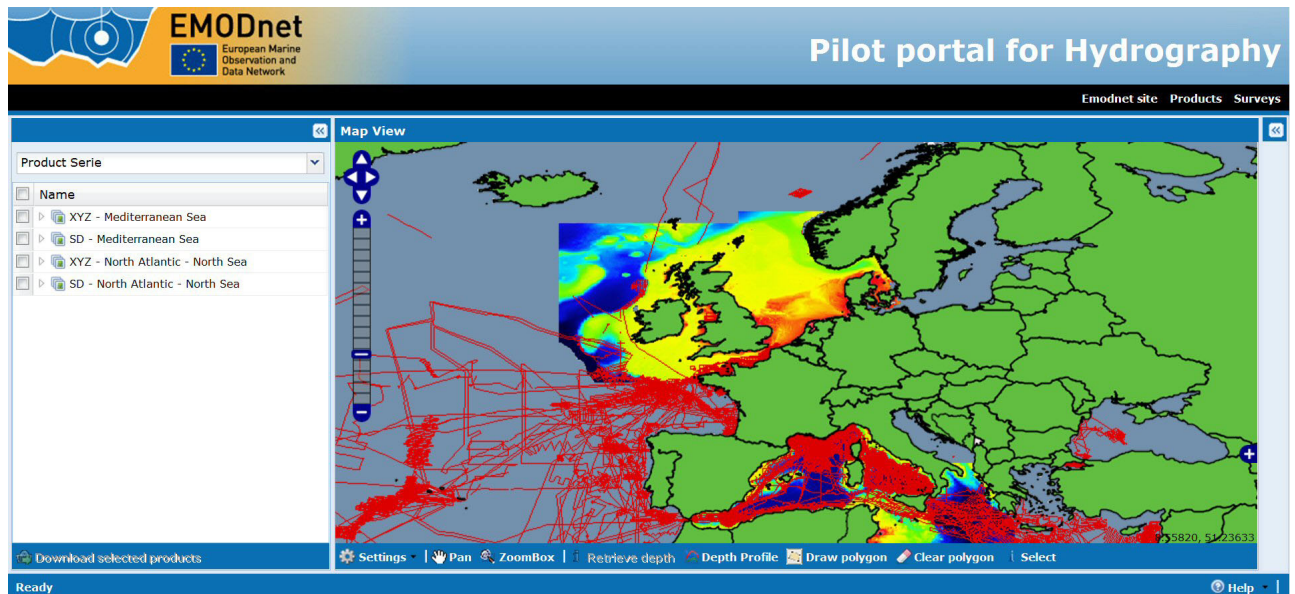 EMODnet
European Marine
Observation and
Data Network
Pilot portal for Hydrography
Emodnet site Products Surveys
Map View
Product Serie
Name
XYZ - Mediterranean Sea
SD - Mediterranean Sea
XYZ - North Atlantic - North Sea
SD - North Atlantic - North Sea
51.23633
Download selected products
Settings Pan ZoomBox Retrieve depth Depth Profile Draw polygon Clear polygon Select
Ready
Help